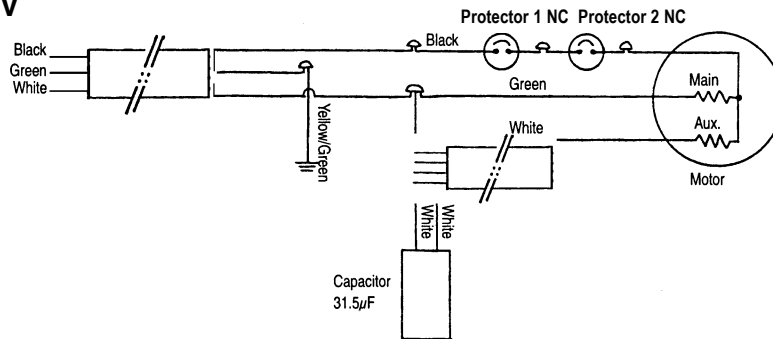 V
Protector 1 NC Protector 2 NC
Black
Green
White
Black
Green
Main
Yellow/Green
White
Aux.
Motor
White
White
Capacitor
31.5µF